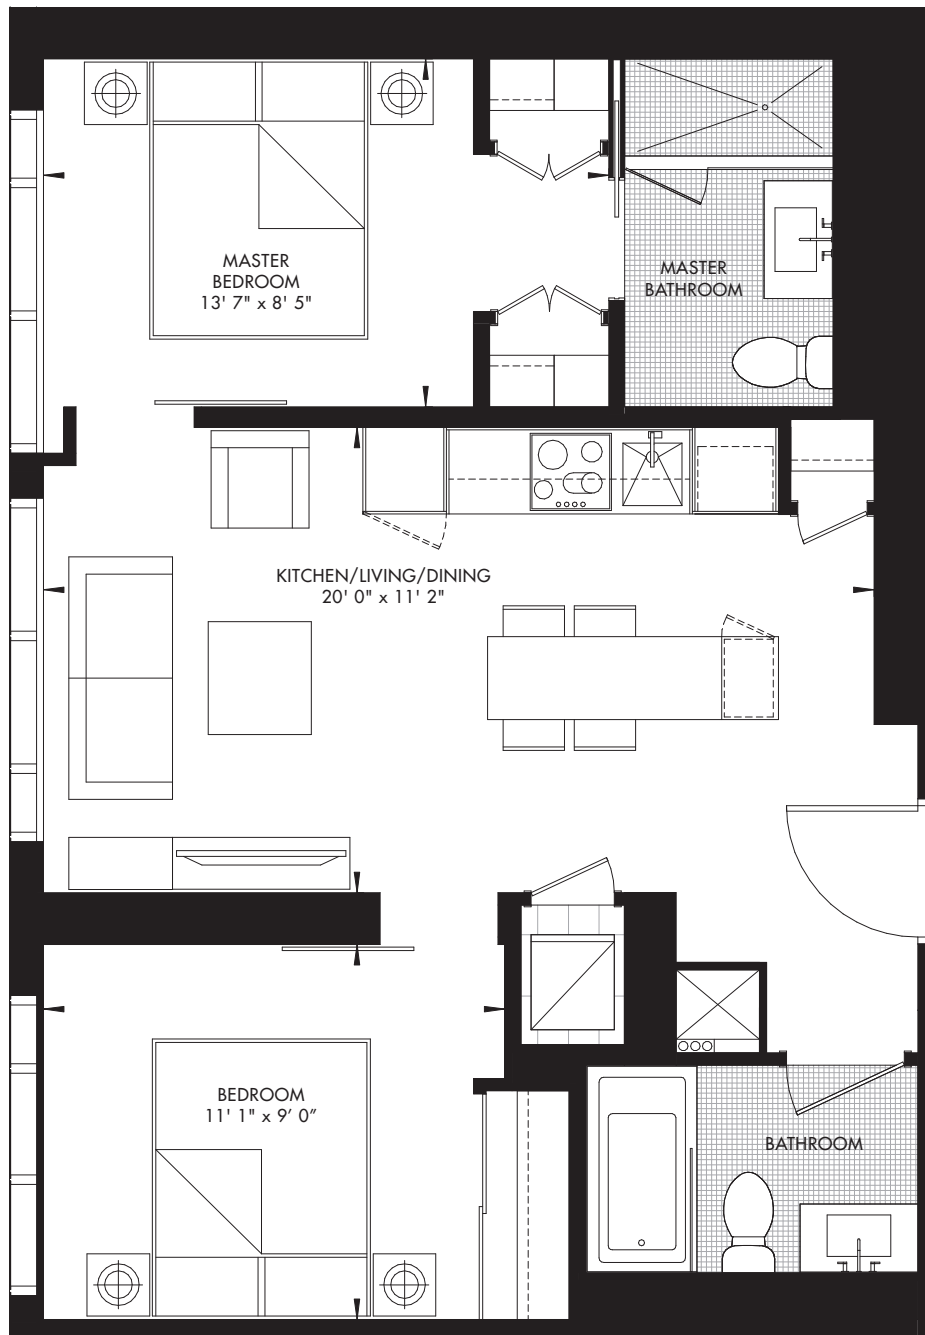 MASTER
BEDROOM
13' 7" x 8' 5"
MASTER
BATHROOM
KITCHEN/LIVING/DINING
20' 0" x 11' 2"
BEDROOM
11' 1" x 9’ 0”
BATHROOM